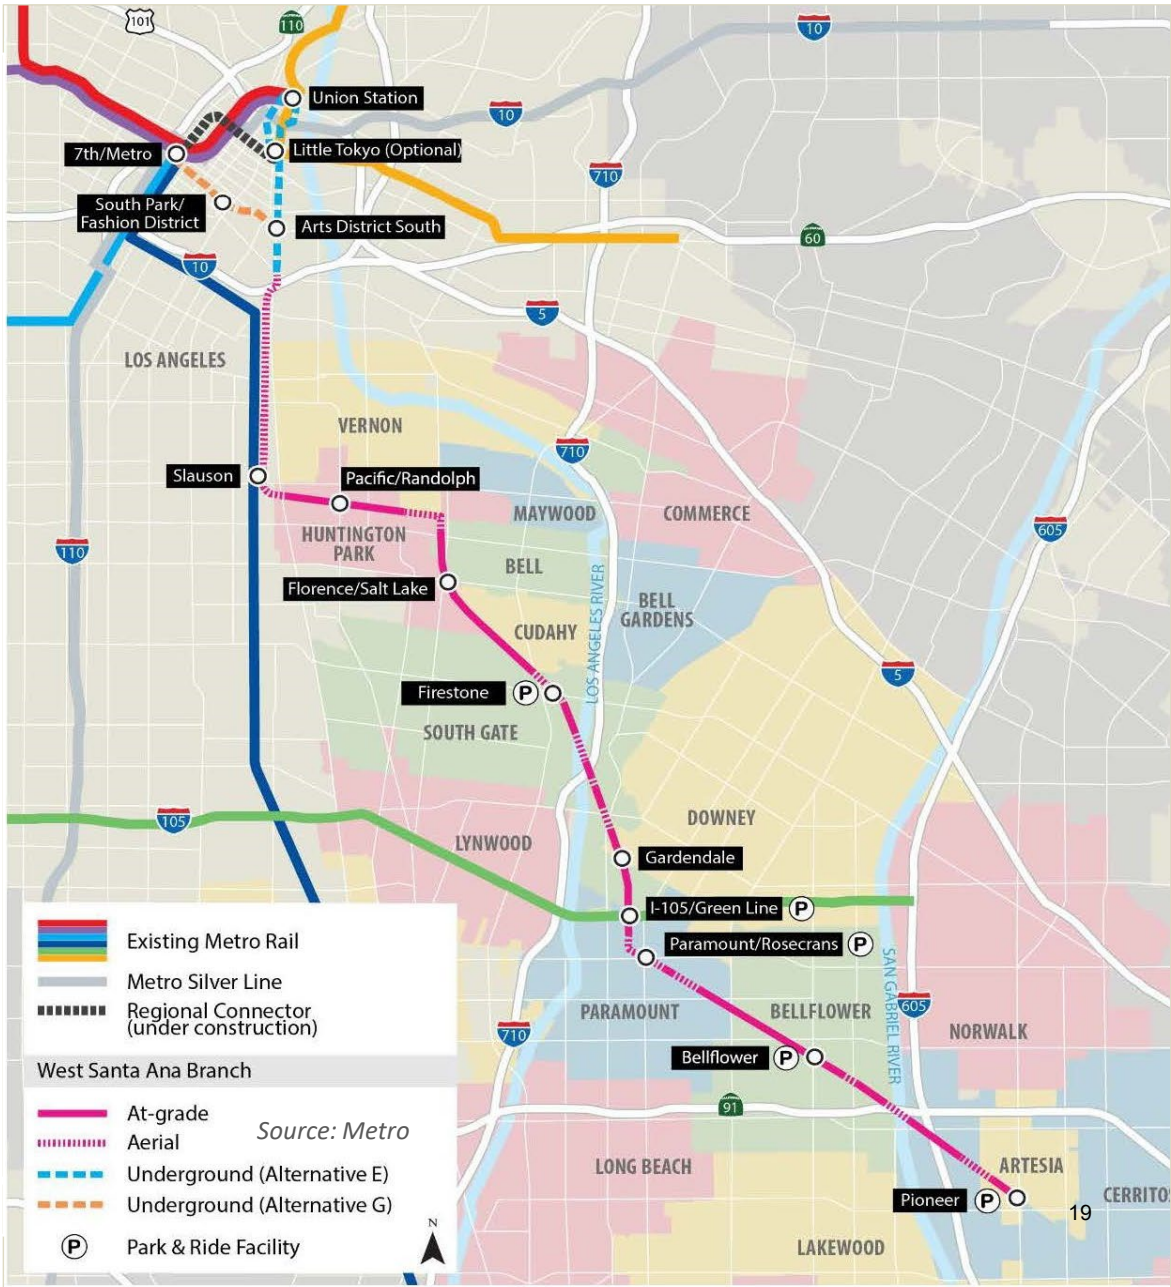 101
110
10
Union Station
10
7th/Metro
Little Tokyo (Optional)
710
South Park/
Fashion District
Arts District South
60
10
5
LOS ANGELES
VERNON
710
Slauson
Pacific/Randolph
MAYWOOD
COMMERCE
605
HUNTINGTON
PARK
110
BELL
Florence/Salt Lake
BELL
GARDENS
CUDAHY
LOS ANGELES RIVER
5
Firestone
P
SOUTH GATE
105
DOWNEY
LYNWOOD
Gardendale
I-105/Green Line
P
Paramount/Rosecrans
P
SAN GABRIEL RIVER
PARAMOUNT
BELLFLOWER
605
NORWALK
710
Bellflower
P
91
LONG BEACH
ARTESIA
Pioneer
P
CERRITO
19
LAKEWOOD
Existing Metro Rail
Metro Silver Line
Regional Connector
(under construction)
West Santa Ana Branch
At-grade
Source: Metro
Aerial
Underground (Alternative E)
Underground (Alternative G)
P
Park & Ride Facility
N